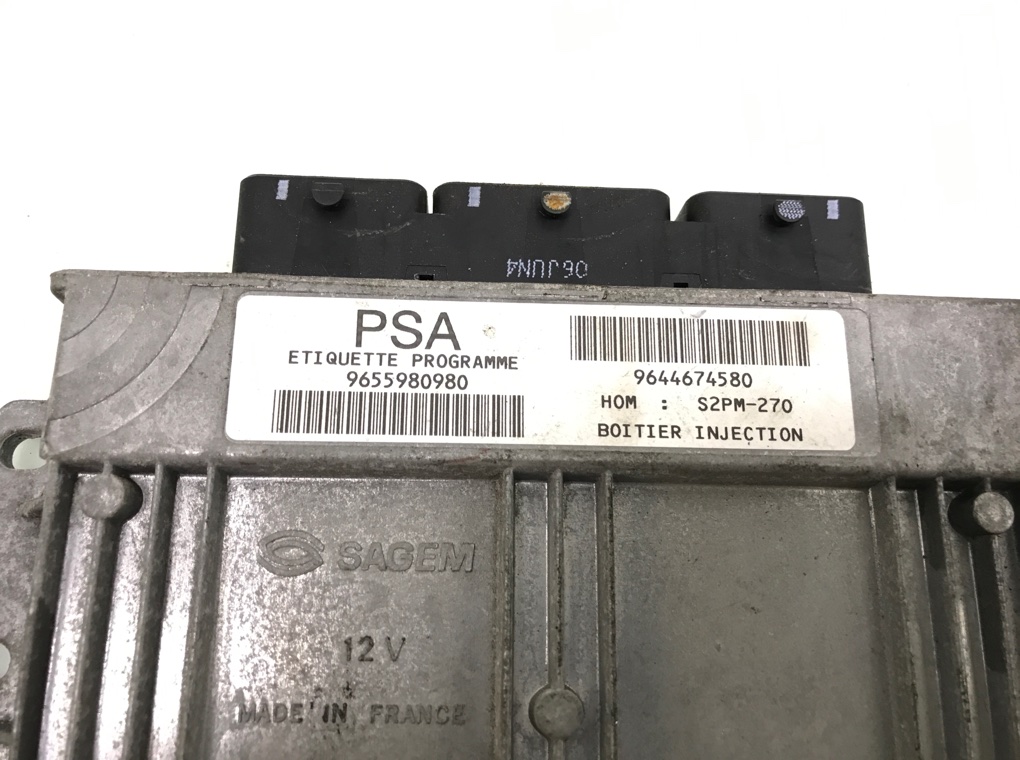 06JUN4
PSA
ETIQUETTE PROGRAMME
9655980980
9644674580
HOM : S2PM-270
BOITIER INJECTION
SAGEM
12 V
MADE IN FRANCE